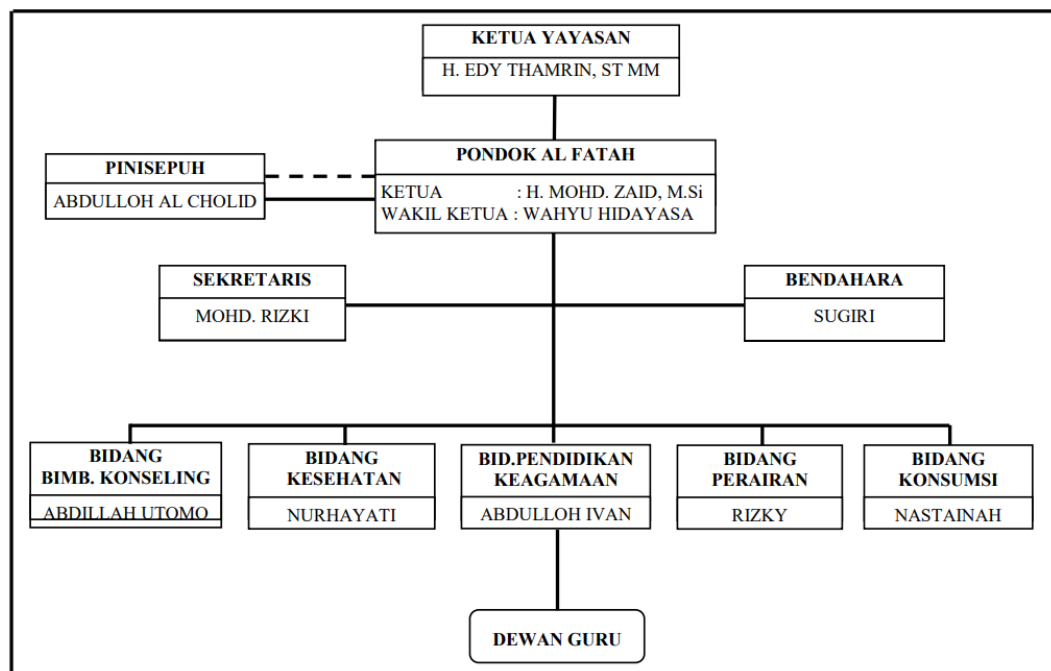 KETUA YAYASAN
H. EDY THAMRIN, ST MM
PINISEPUH
ABDULLOH AL CHOLID
PONDOK AL FATAH
KETUA : H. MOHD. ZAID, M.Si
WAKIL KETUA : WAHYU HIDAYASA
SEKRETARIS
MOHD. RIZKI
BENDAHARA
SUGIRI
BIDANG
BIMB. KONSELING
ABDILLAH UTOMO
BIDANG
KESEHATAN
NURHAYATI
BID.PENDIDIKAN
KEAGAMAAN
ABDULLOH IVAN
BIDANG
PERAIRAN
RIZKY
BIDANG
KONSUMSI
NASTAINAH
DEWAN GURU